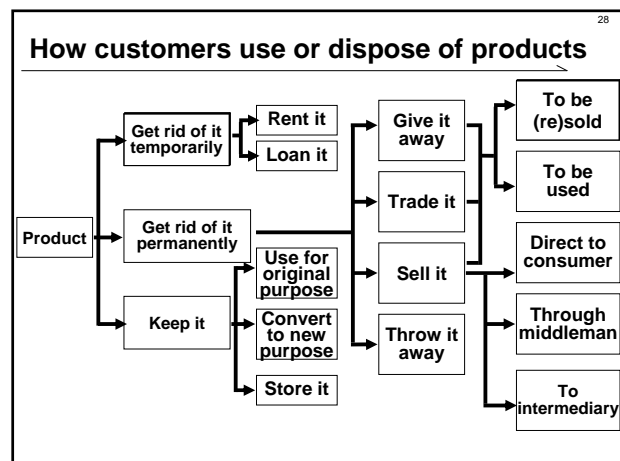 28
How customers use or dispose of products
Product
Get rid of it
temporarily
Rent it
Loan it
Get rid of it
permanently
Keep it
Use for
original
purpose
Convert
to new
purpose
Store it
Give it
away
Trade it
Sell it
Throw it
away
To be
(re)sold
To be
used
Direct to
consumer
Through
middleman
To
intermediary